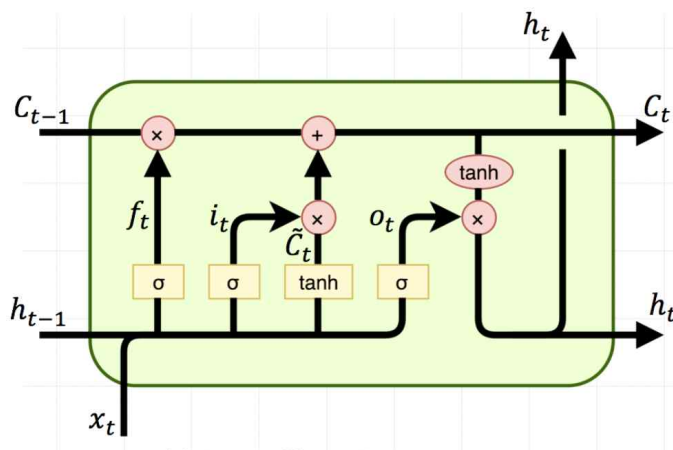 h_t
C_{t-1}
×
+
C_t
tanh
f_t
i_t
×
o_t
×
C̃_t
σ
σ
tanh
σ
h_{t-1}
h_t
x_t